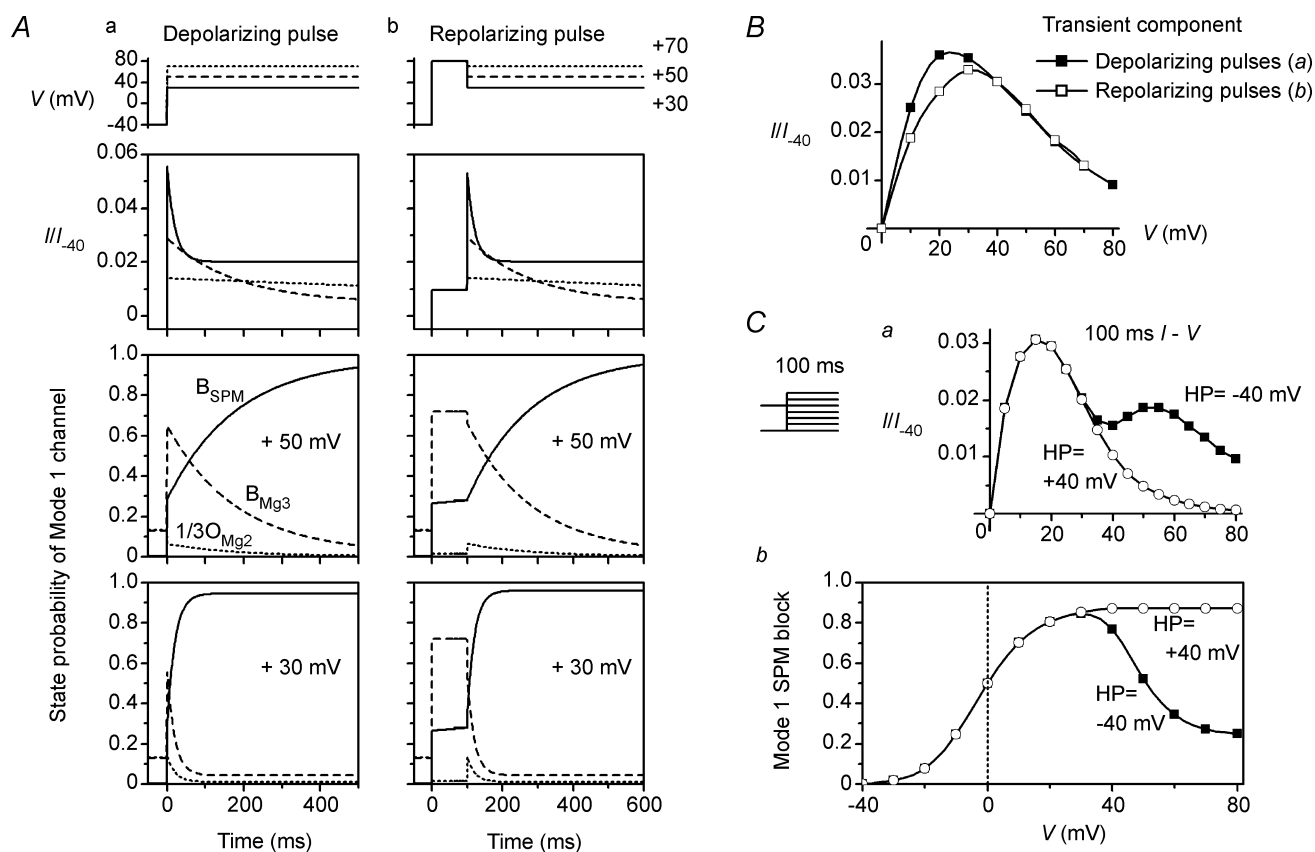 A
a
Depolarizing pulse
b
Repolarizing pulse
80
40
0
-40
V (mV)
+70
+50
+30
0.06
0.04
0.02
0
I/I-40
State probability of Mode 1 channel
1.0
0.8
0.6
0.4
0.2
0
BSPM
+ 50 mV
BMg3
1/3OMg2
+ 50 mV
1.0
0.8
0.6
0.4
0.2
0
+ 30 mV
+ 30 mV
0 200 400
0 200 400 600
Time (ms)
Time (ms)
B
Transient component
Depolarizing pulses (a)
Repolarizing pulses (b)
0.03
0.02
0.01
0
I/I-40
20 40 60 80
V (mV)
C
100 ms
a
100 ms I - V
0.03
0.02
0.01
I/I-40
HP= -40 mV
HP=
+40 mV
0 20 40 60 80
b
Mode 1 SPM block
1.0
0.8
0.6
0.4
0.2
0
HP=
+40 mV
HP=
-40 mV
-40 0 40 80
V (mV)